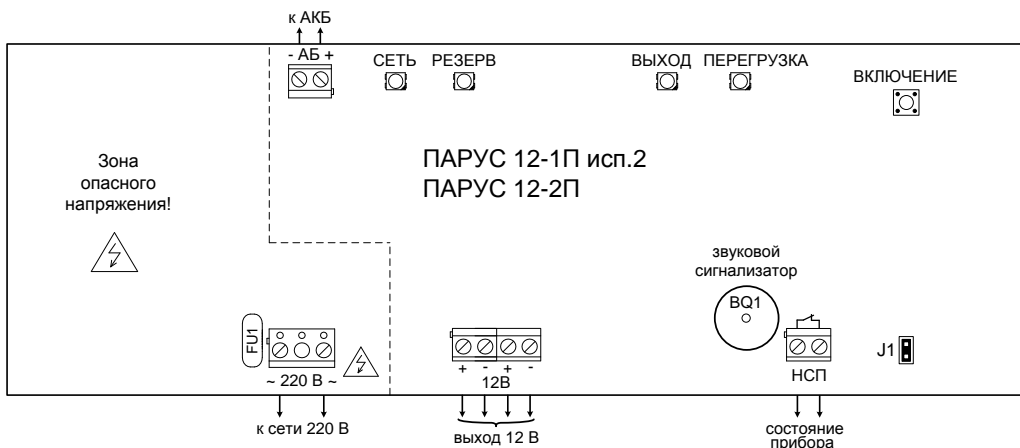 к АКБ
- АБ +
СЕТЬ РЕЗЕРВ
ВЫХОД ПЕРЕГРУЗКА
ВКЛЮЧЕНИЕ
ПАРУС 12-1П исп.2
ПАРУС 12-2П
Зона
опасного
напряжения!
звуковой
сигнализатор
BQ1
FU1
J1
~ 220 В ~
+ - + -
12В
НСП
к сети 220 В
выход 12 В
состояние
прибора